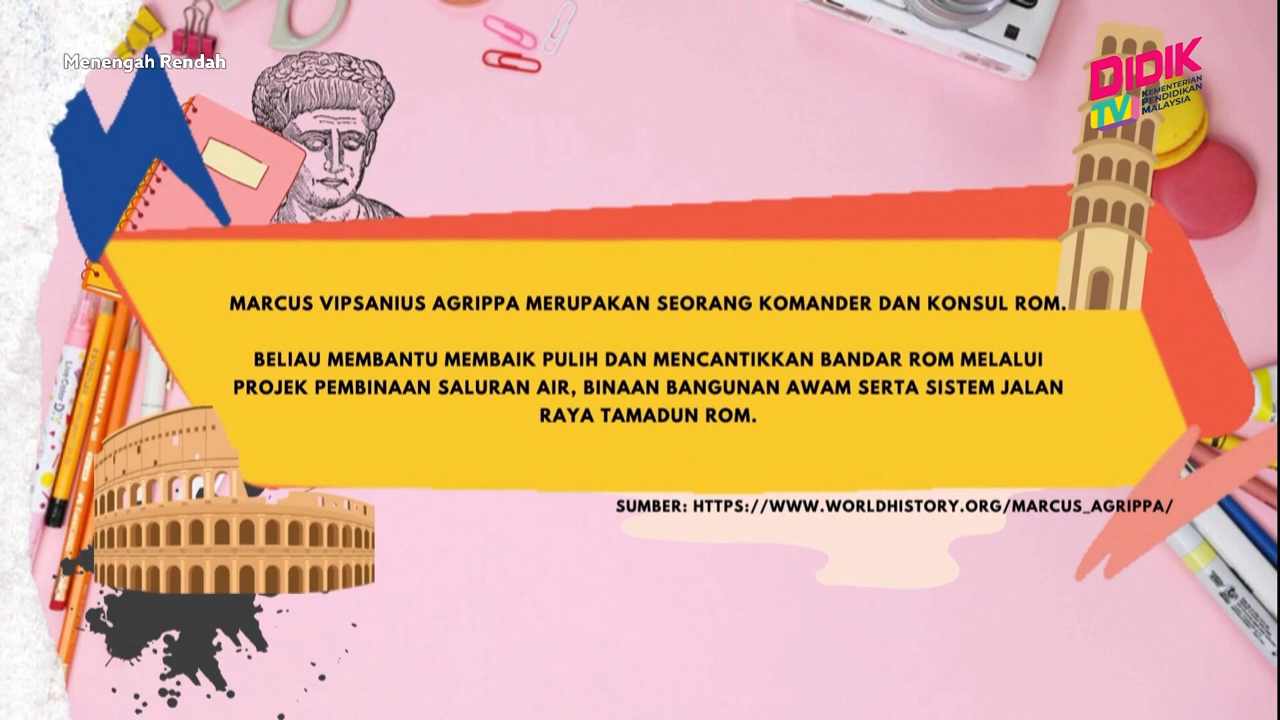 Menengah Rendah
DIDIK
TV
KEMENTERIAN
PENDIDIKAN
MALAYSIA
MARCUS VIPSANIUS AGRIPPA MERUPAKAN SEORANG KOMANDER DAN KONSUL ROM.
BELIAU MEMBANTU MEMBAIK PULIH DAN MENCANTIKKAN BANDAR ROM MELALUI
PROJEK PEMBINAAN SALURAN AIR, BINAAN BANGUNAN AWAM SERTA SISTEM JALAN
RAYA TAMADUN ROM.
SUMBER: HTTPS://WWW.WORLDHISTORY.ORG/MARCUS_AGRIPPA/